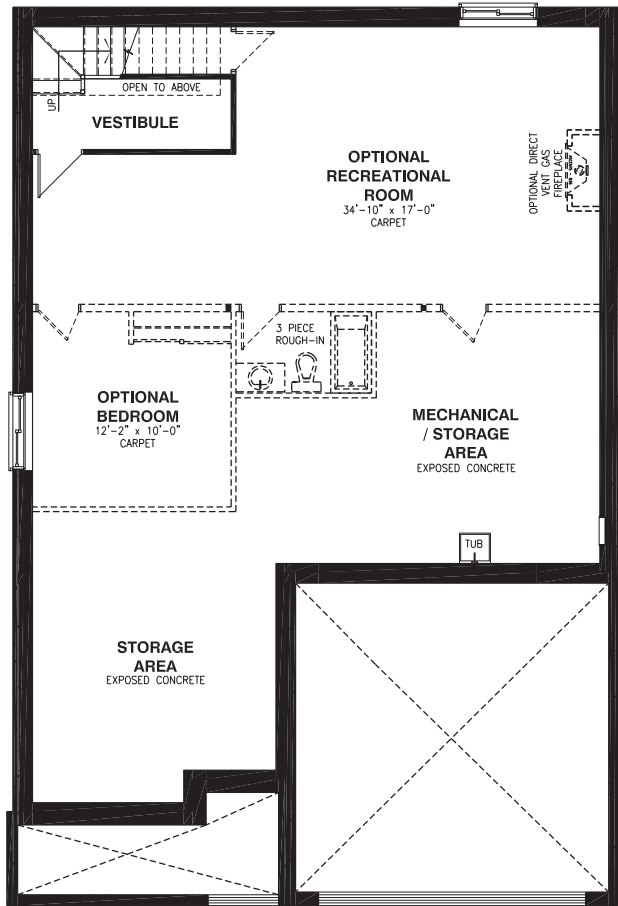 OPEN TO ABOVE
UP
VESTIBULE
OPTIONAL
RECREATIONAL
ROOM
34'-10" x 17'-0"
CARPET
OPTIONAL DIRECT
VENT GAS
FIREPLACE
3 PIECE
ROUGH-IN
OPTIONAL
BEDROOM
12'-2" x 10'-0"
CARPET
MECHANICAL
/ STORAGE
AREA
EXPOSED CONCRETE
TUB
STORAGE
AREA
EXPOSED CONCRETE